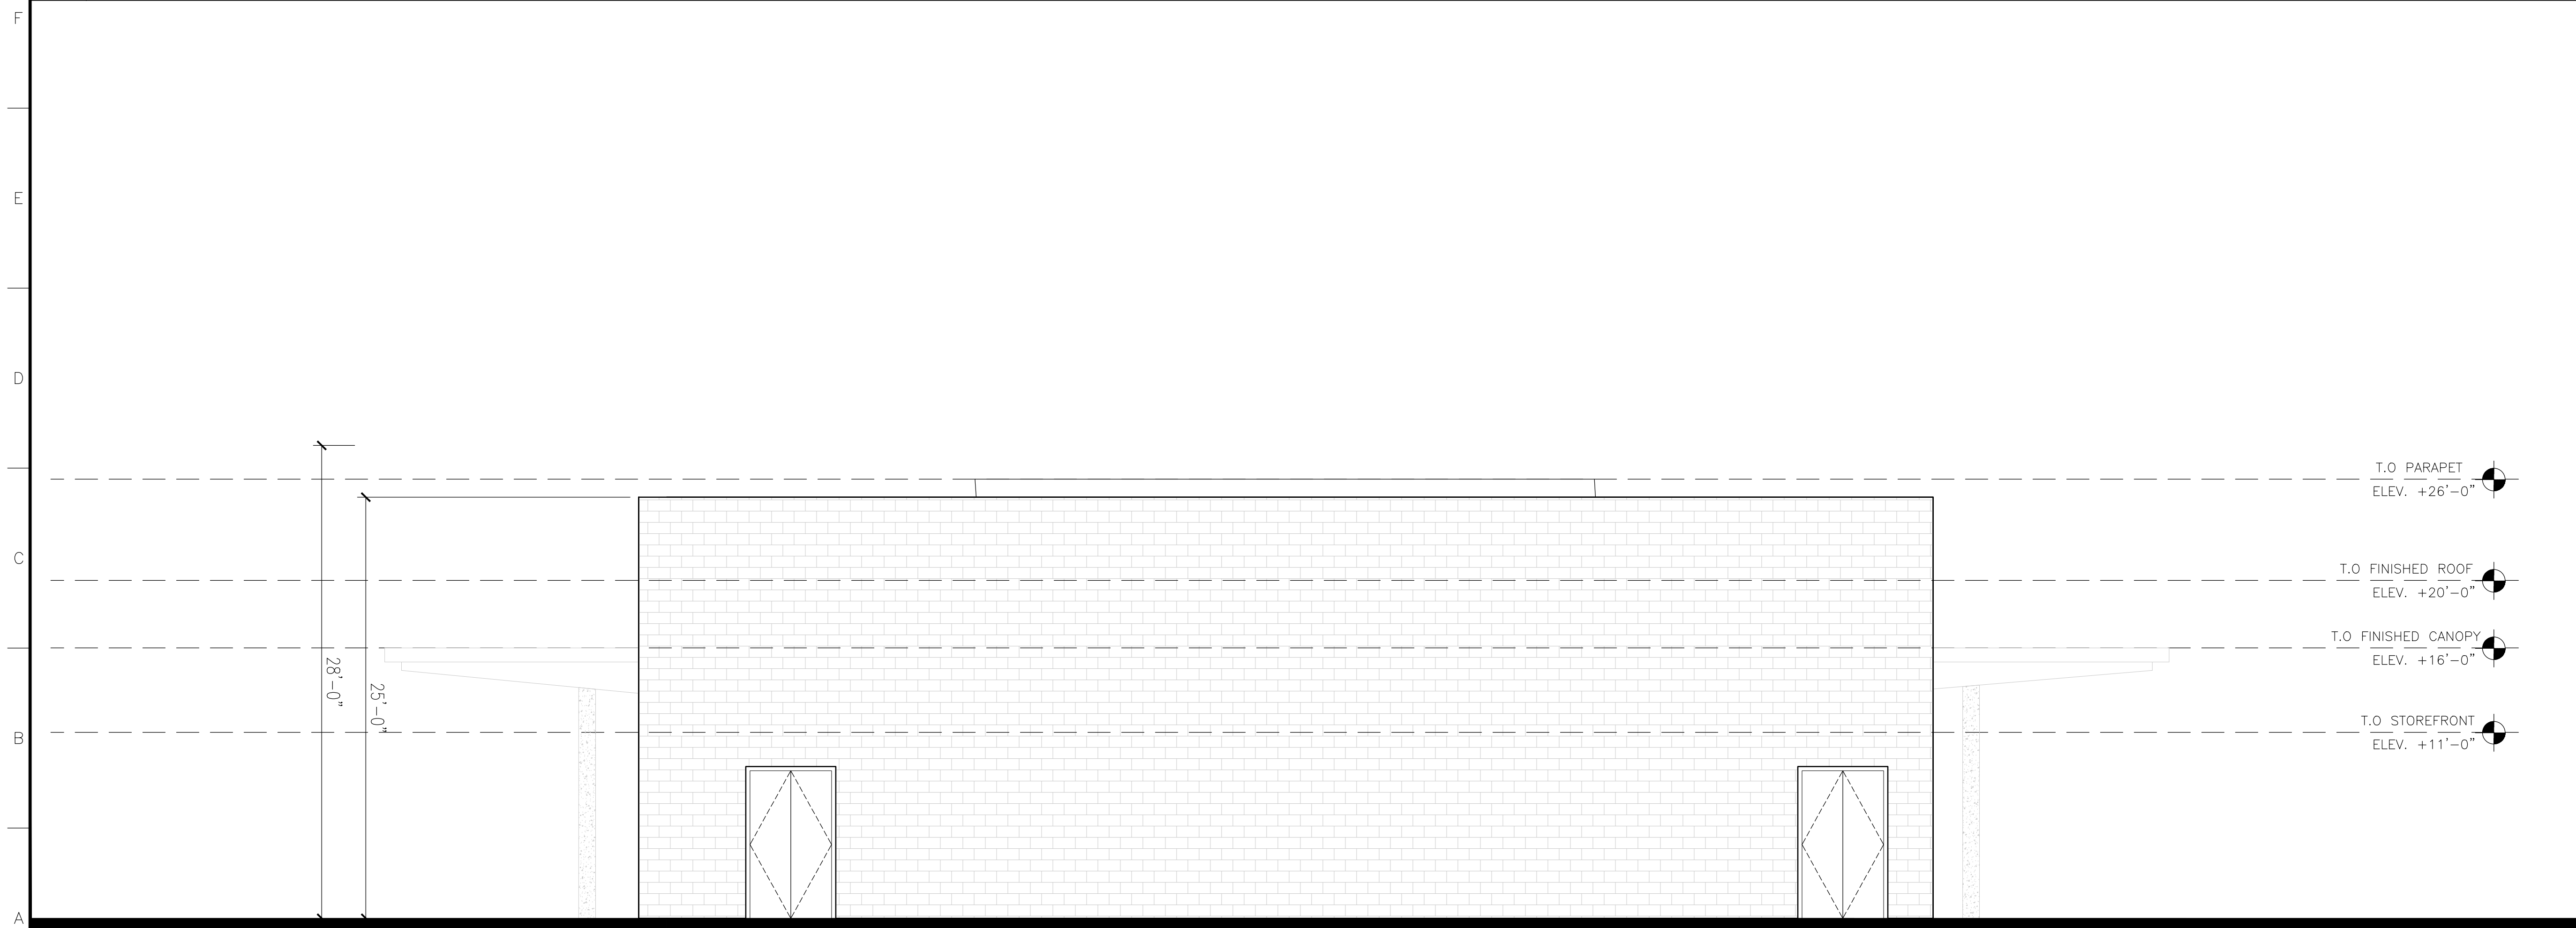 F
E
D
C
B
A
T.O PARAPET
ELEV. +26'-0"
T.O FINISHED ROOF
ELEV. +20'-0"
T.O FINISHED CANOPY
ELEV. +16'-0"
T.O STOREFRONT
ELEV. +11'-0"
28'-0"
25'-0"